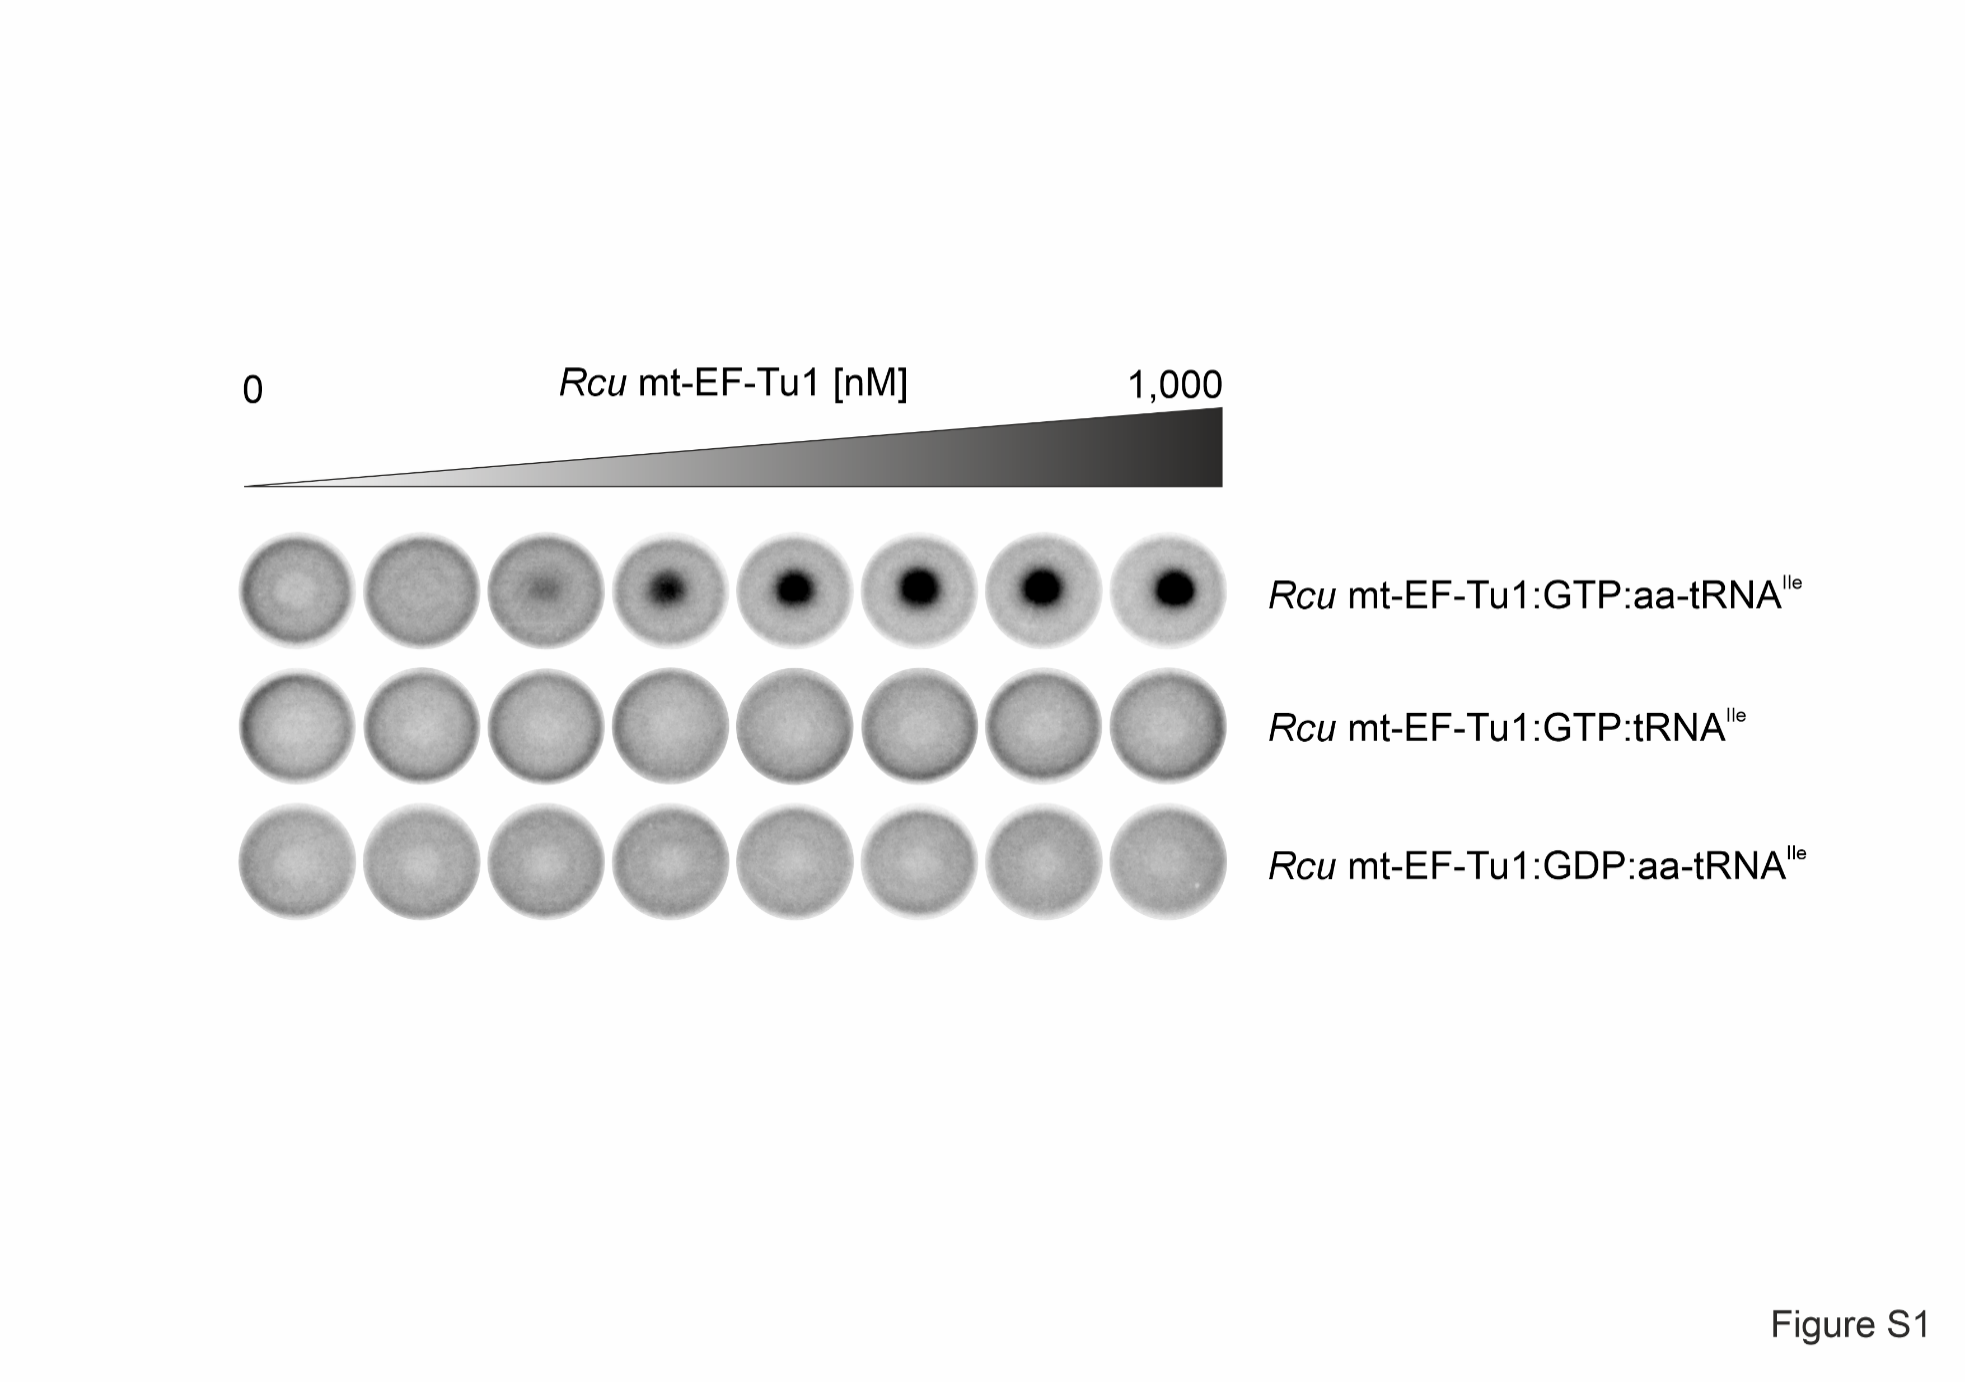 0 Rcu mt-EF-Tu1 [nM] 1,000
Rcu mt-EF-Tu1:GTP:aa-tRNAIle
Rcu mt-EF-Tu1:GTP:tRNAIle
Rcu mt-EF-Tu1:GDP:aa-tRNAIle
Figure S1